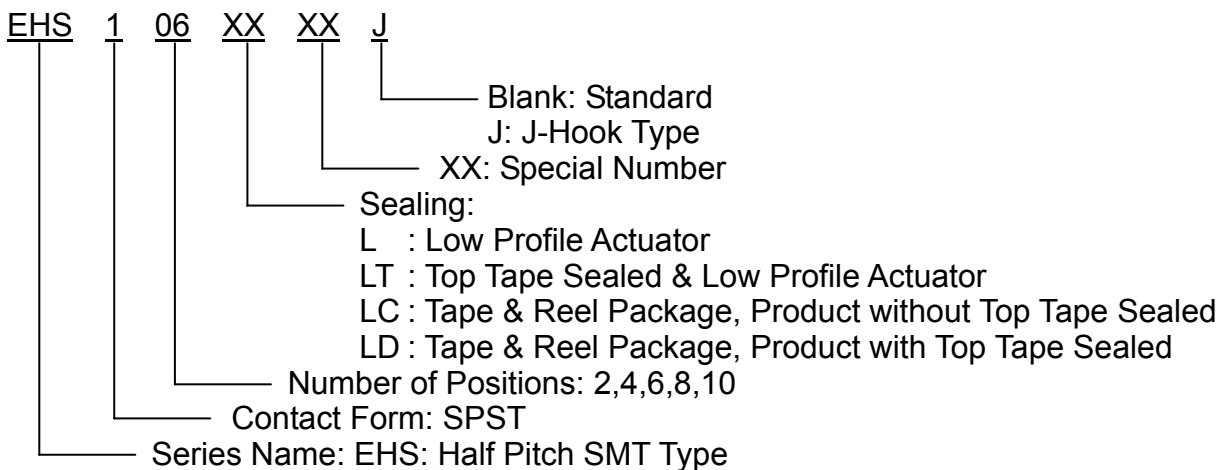 EHS 1 06 XX XX J
Blank: Standard
J: J-Hook Type
XX: Special Number
Sealing:
L : Low Profile Actuator
LT : Top Tape Sealed & Low Profile Actuator
LC : Tape & Reel Package, Product without Top Tape Sealed
LD : Tape & Reel Package, Product with Top Tape Sealed
Number of Positions: 2,4,6,8,10
Contact Form: SPST
Series Name: EHS: Half Pitch SMT Type